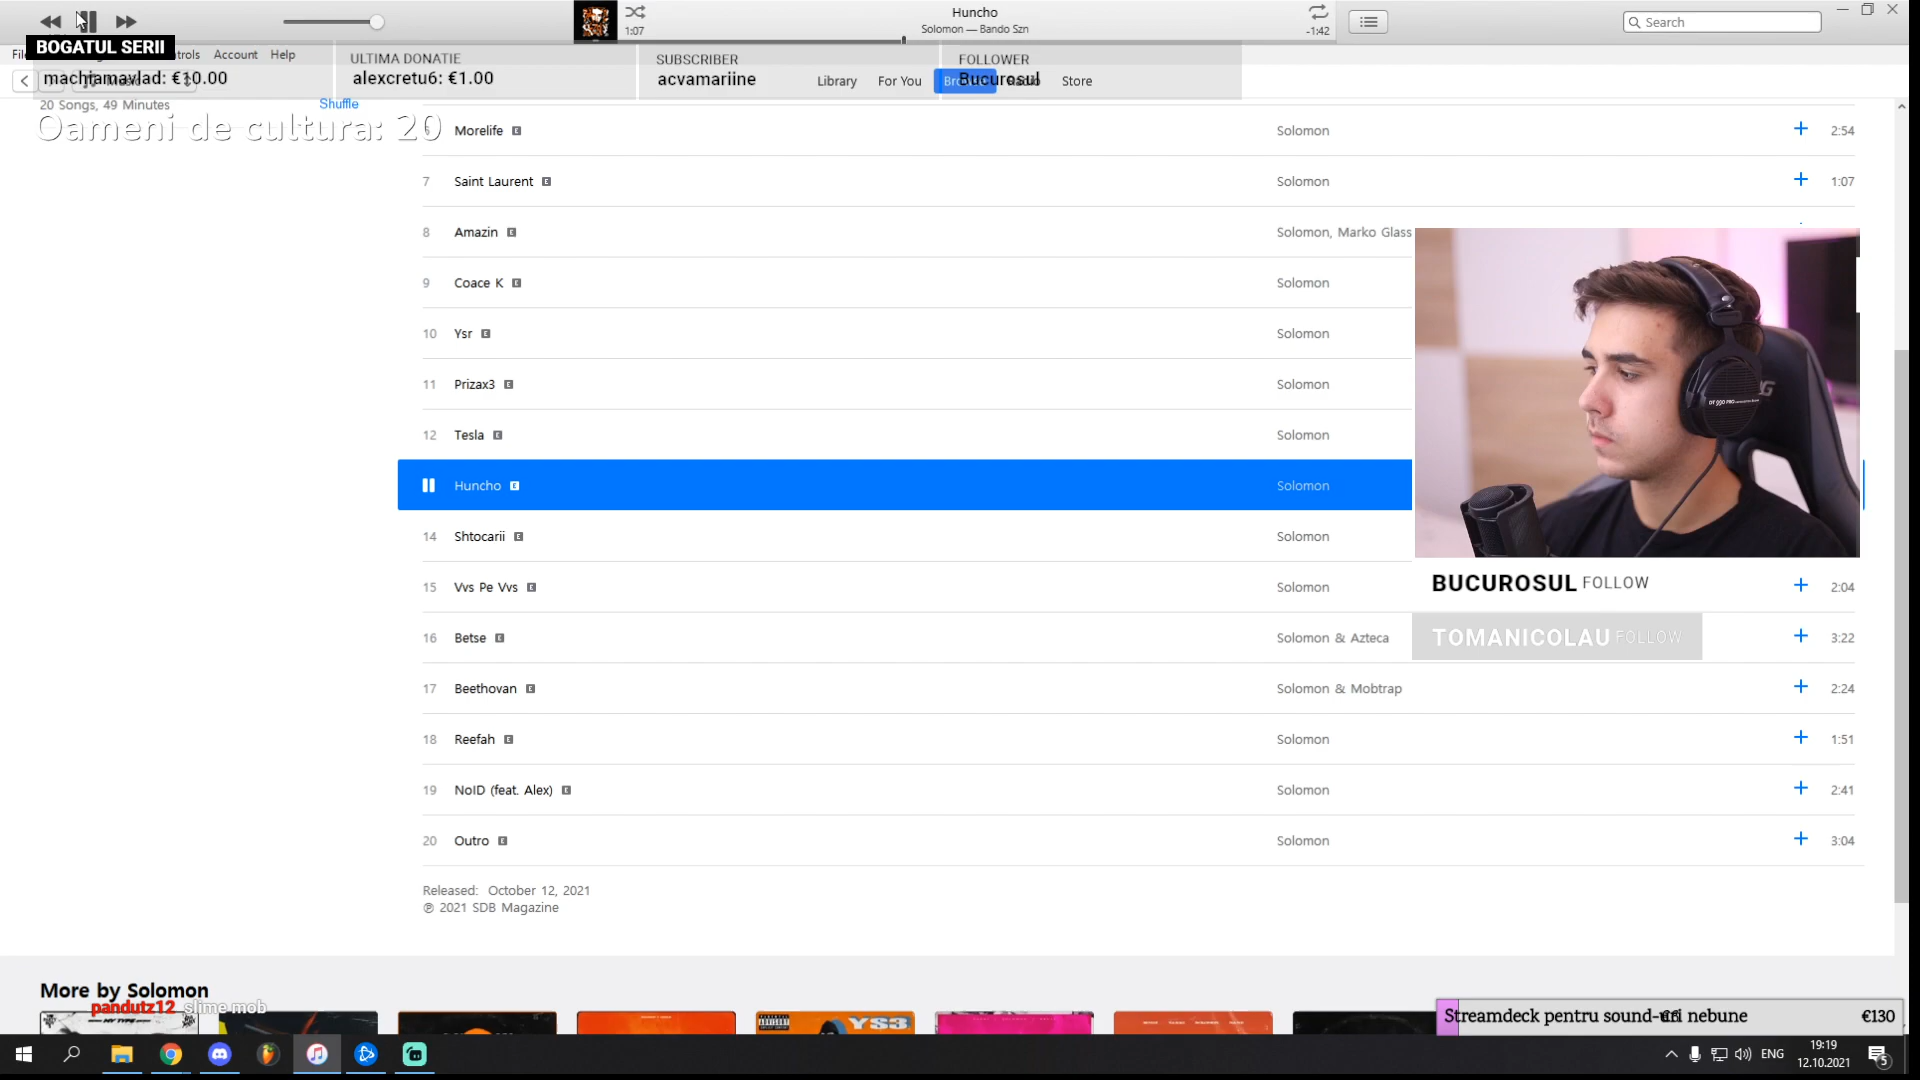 Huncho
Solomon — Bando Szn
1:07
-1:42
Search
BOGATUL SERII
Account
Help
machiamavlad: €10.00
ULTIMA DONATIE
alexcretu6: €1.00
SUBSCRIBER
acvamariine
FOLLOWER
Bucurosul
Library
For You
Store
20 Songs, 49 Minutes
Shuffle
Oameni de cultura: 20
Morelife E Solomon 2:54
7 Saint Laurent E Solomon 1:07
8 Amazin E Solomon, Marko Glass
9 Coace K E Solomon
10 Ysr E Solomon
11 Prizax3 E Solomon
12 Tesla E Solomon
Huncho E Solomon
14 Shtocarii E Solomon
15 Vvs Pe Vvs E Solomon 2:04
16 Betse E Solomon & Azteca 3:22
17 Beethovan E Solomon & Mobtrap 2:24
18 Reefah E Solomon 1:51
19 NoID (feat. Alex) E Solomon 2:41
20 Outro E Solomon 3:04
DT 990 PRO
BUCUROSUL FOLLOW
TOMANICOLAU FOLLOW
Released: October 12, 2021
℗ 2021 SDB Magazine
More by Solomon
pandutz12 slime mob
YS3
Streamdeck pentru sound-uri nebune €130
ENG
19:19
12.10.2021
5